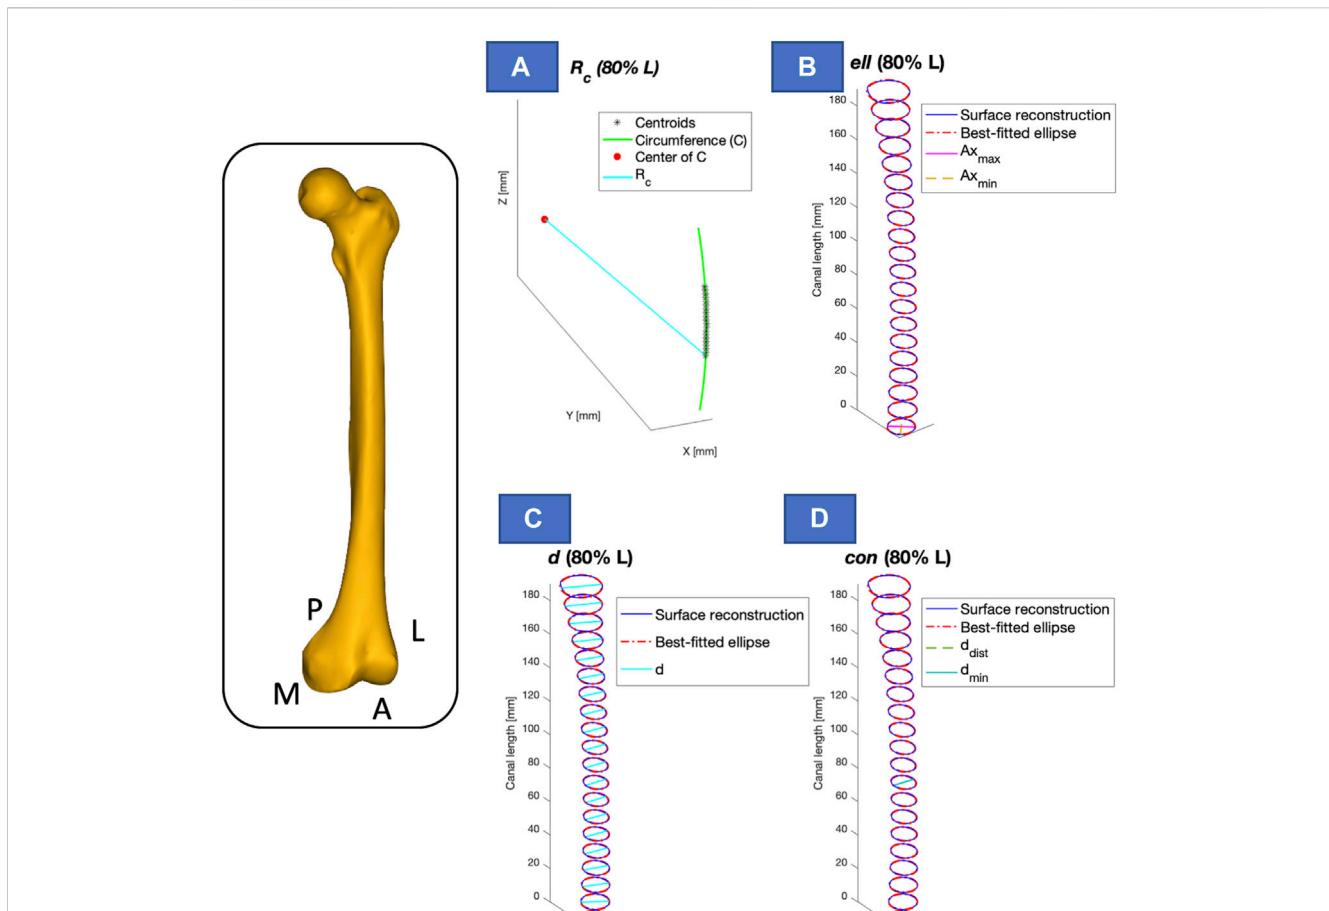 A
R_c (80% L)
Centroids
Circumference (C)
Center of C
R_c
Z [mm]
Y [mm]
X [mm]
B
ell (80% L)
180
160
140
120
100
80
60
40
20
0
Canal length [mm]
Surface reconstruction
Best-fitted ellipse
Ax_max
Ax_min
P
L
M
A
C
d (80% L)
180
160
140
120
100
80
60
40
20
0
Canal length [mm]
Surface reconstruction
Best-fitted ellipse
d
D
con (80% L)
180
160
140
120
100
80
60
40
20
0
Canal length [mm]
Surface reconstruction
Best-fitted ellipse
d_dist
d_min